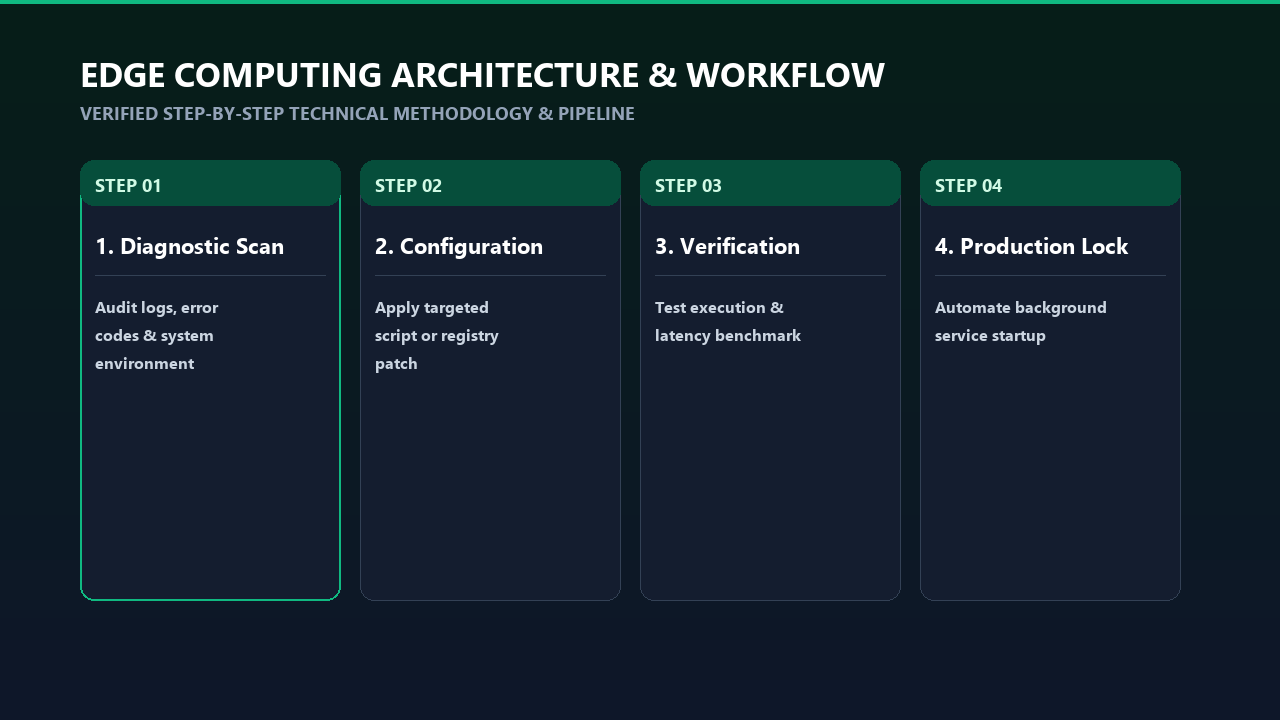 EDGE COMPUTING ARCHITECTURE & WORKFLOW
VERIFIED STEP-BY-STEP TECHNICAL METHODOLOGY & PIPELINE
STEP 01
1. Diagnostic Scan
Audit logs, error
codes & system
environment
STEP 02
2. Configuration
Apply targeted
script or registry
patch
STEP 03
3. Verification
Test execution &
latency benchmark
STEP 04
4. Production Lock
Automate background
service startup